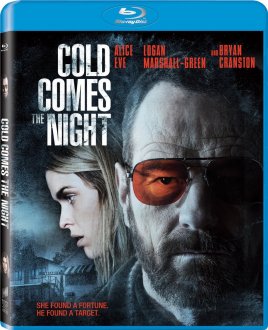 Blu-ray Disc
ALICE EVE
LOGAN MARSHALL-GREEN
AND BRYAN CRANSTON
COLD
COMES
THE NIGHT
COLD COMES THE NIGHT
SHE FOUND A FORTUNE.
HE FOUND A TARGET.